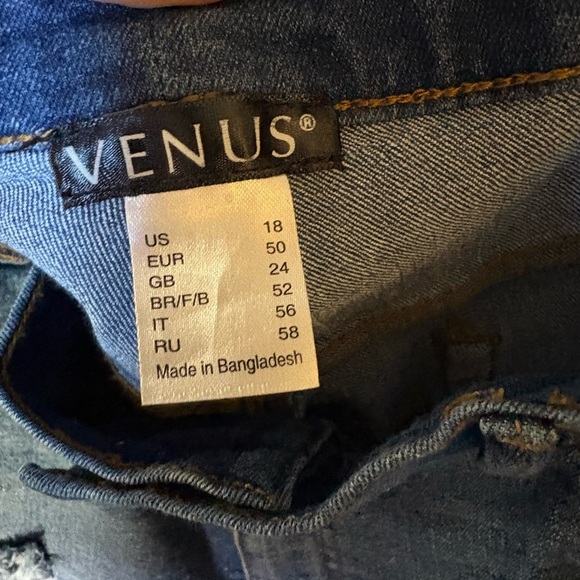 VENUS®
US 18
EUR 50
GB 24
BR/F/B 52
IT 56
RU 58
Made in Bangladesh